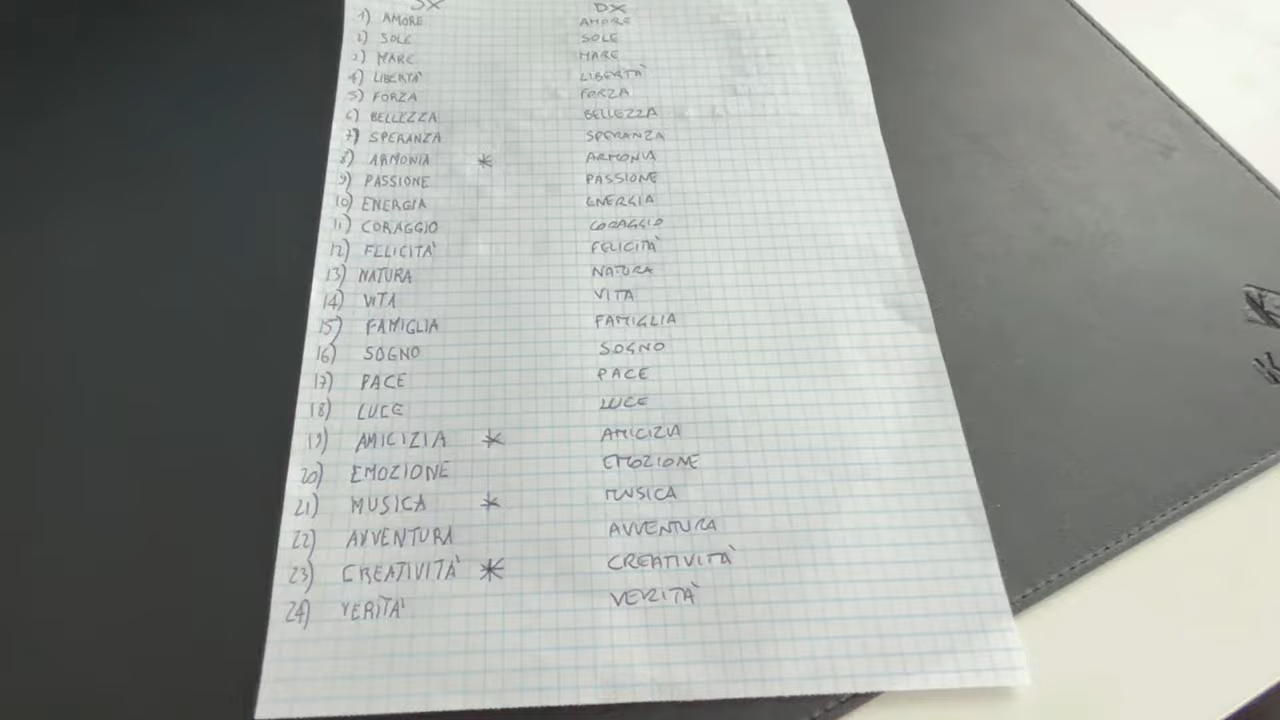 SX DX
1) AMORE AMORE
2) SOLE SOLE
3) MARE MARE
4) LIBERTA' LIBERTA'
5) FORZA FORZA
6) BELLEZZA BELLEZZA
7) SPERANZA SPERANZA
8) ARMONIA * ARMONIA
9) PASSIONE PASSIONE
10) ENERGIA ENERGIA
11) CORAGGIO CORAGGIO
12) FELICITA' FELICITA'
13) NATURA NATURA
14) VITA VITA
15) FAMIGLIA FAMIGLIA
16) SOGNO SOGNO
17) PACE PACE
18) LUCE LUCE
19) AMICIZIA * AMICIZIA
20) EMOZIONE EMOZIONE
21) MUSICA * MUSICA
22) AVVENTURA AVVENTURA
23) CREATIVITÀ * CREATIVITÀ
24) VERITA' VERITÀ